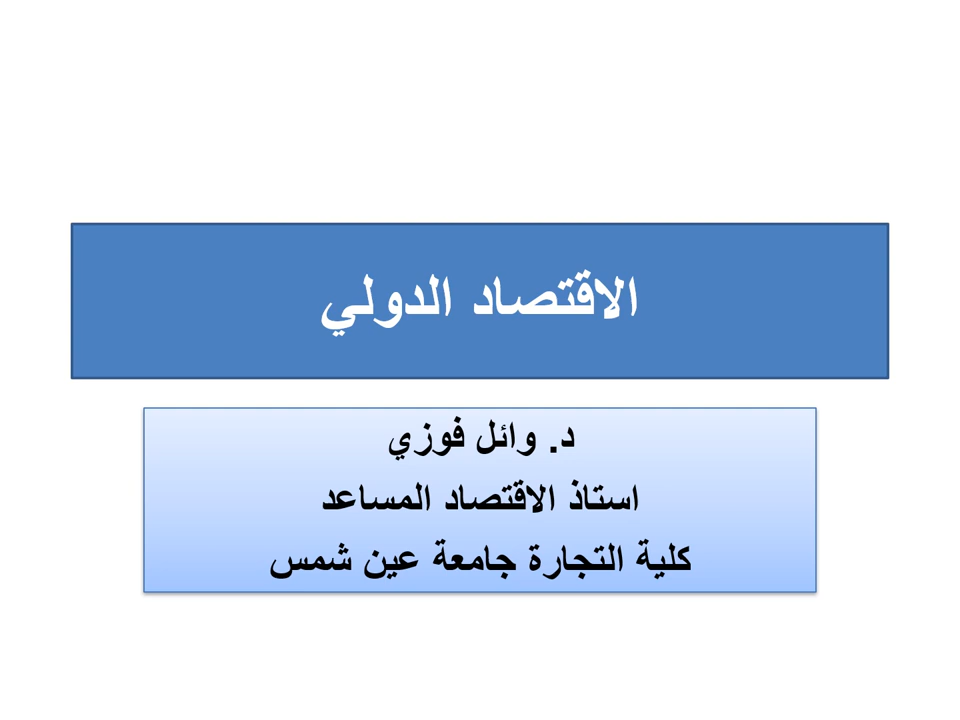 الاقتصاد الدولي
د. وائل فوزي
استاذ الاقتصاد المساعد
كلية التجارة جامعة عين شمس